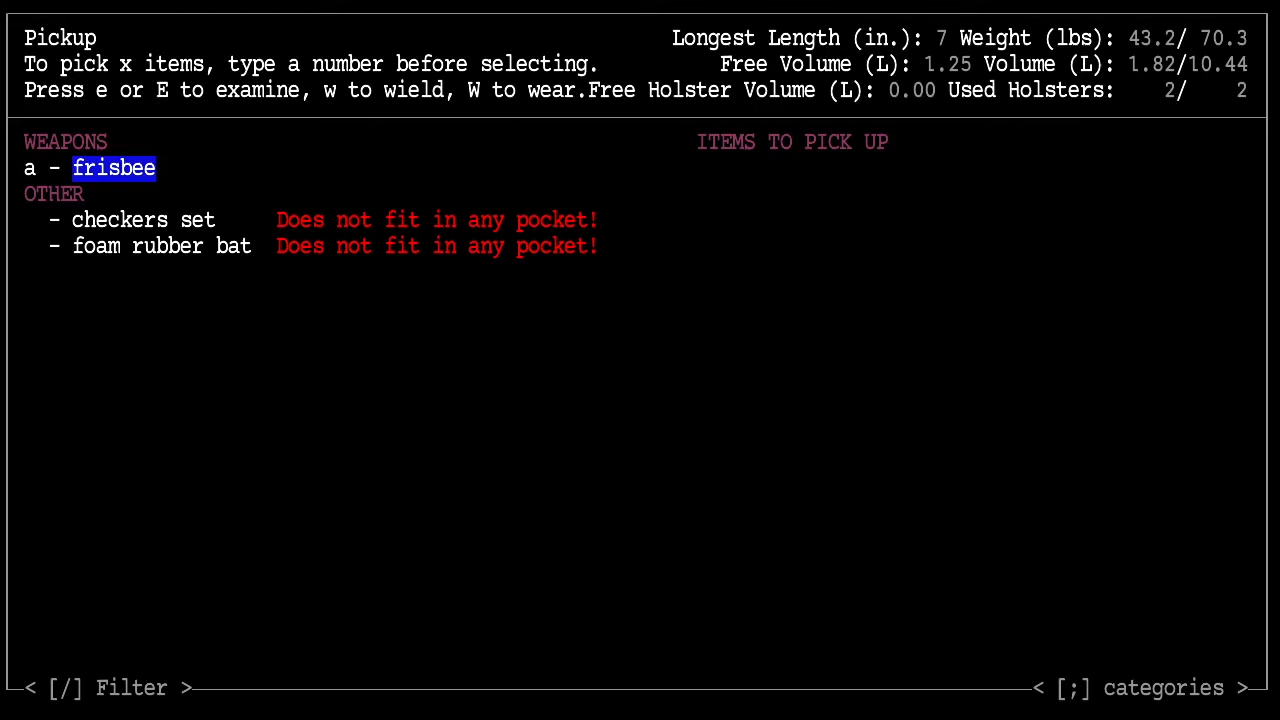 Pickup Longest Length (in.): 7 Weight (lbs): 43.2/ 70.3
To pick x items, type a number before selecting. Free Volume (L): 1.25 Volume (L): 1.82/10.44
Press e or E to examine, w to wield, W to wear.Free Holster Volume (L): 0.00 Used Holsters: 2/ 2
WEAPONS ITEMS TO PICK UP
a - frisbee
OTHER
- checkers set Does not fit in any pocket!
- foam rubber bat Does not fit in any pocket!
< [/] Filter > < [;] categories >